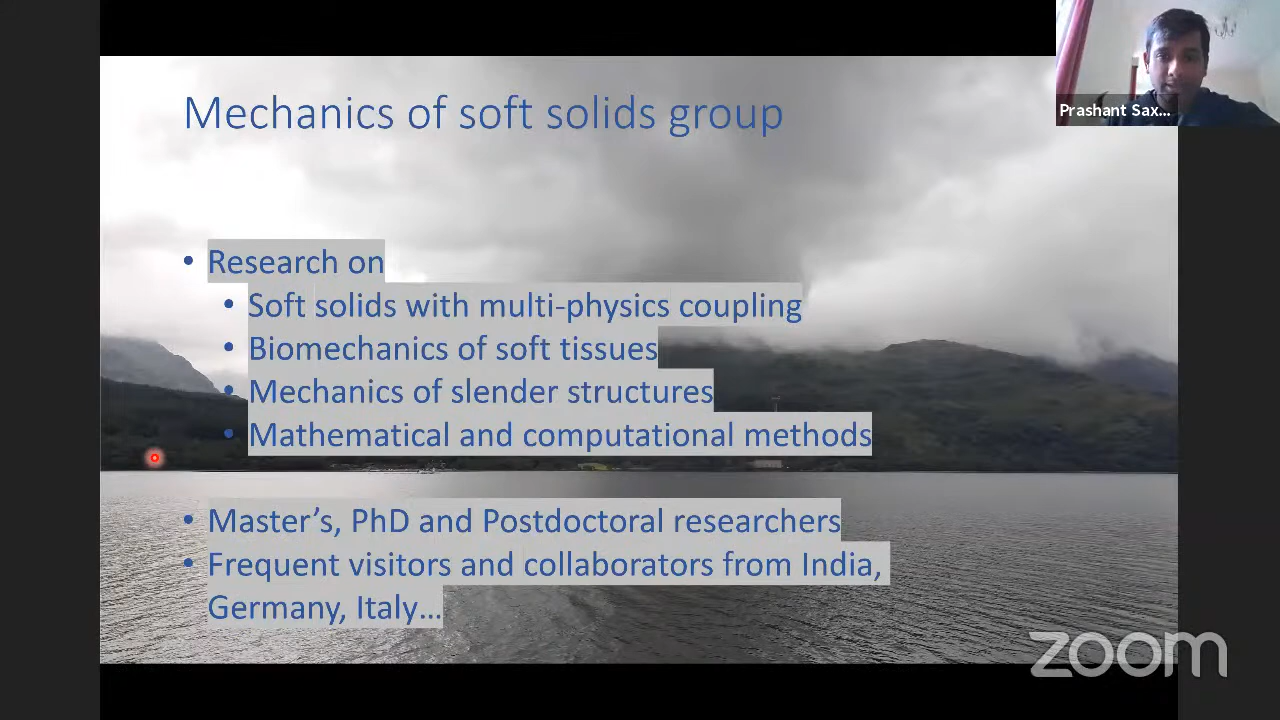 Mechanics of soft solids group
Prashant Sax...
• Research on
• Soft solids with multi-physics coupling
• Biomechanics of soft tissues
• Mechanics of slender structures
• Mathematical and computational methods
• Master's, PhD and Postdoctoral researchers
• Frequent visitors and collaborators from India,
Germany, Italy...
zoom